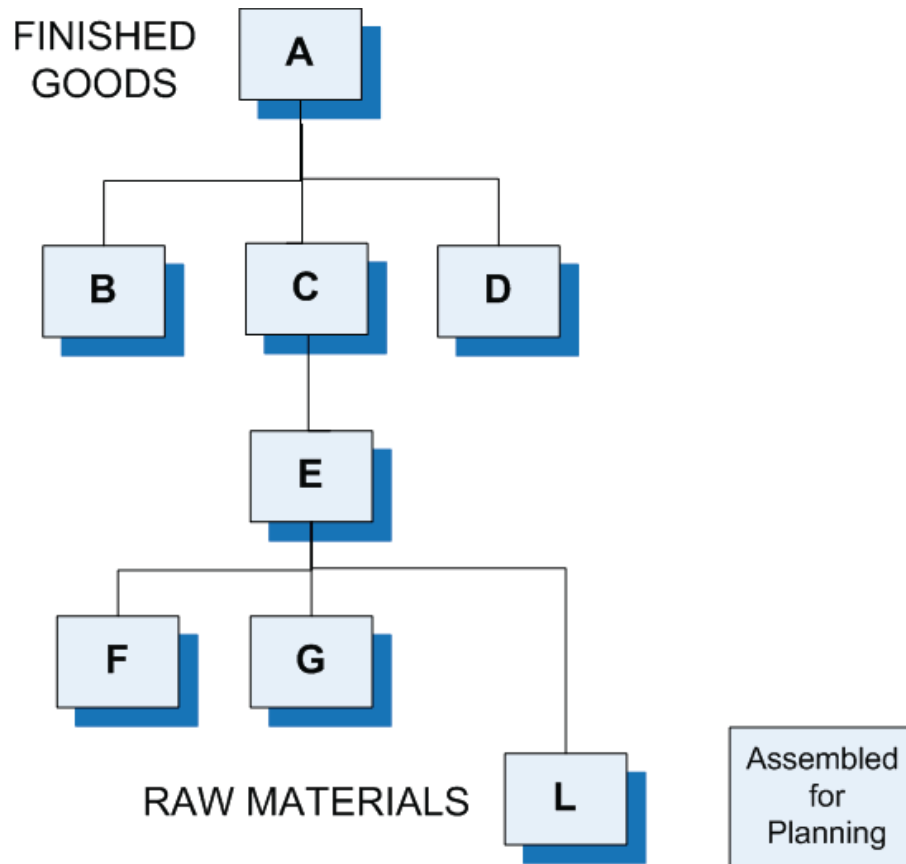 FINISHED
GOODS
A
B
C
D
E
F
G
RAW MATERIALS
L
Assembled
for
Planning